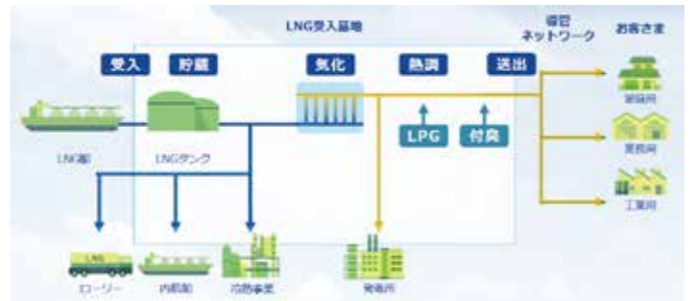 LNG受入基地
導管
ネットワーク
お客さま
受入
貯蔵
気化
熱調
送出
家庭用
LPG
付臭
業務用
LNG船
LNGタンク
工業用
LNG
ローリー
内航船
冷熱事業
発電所